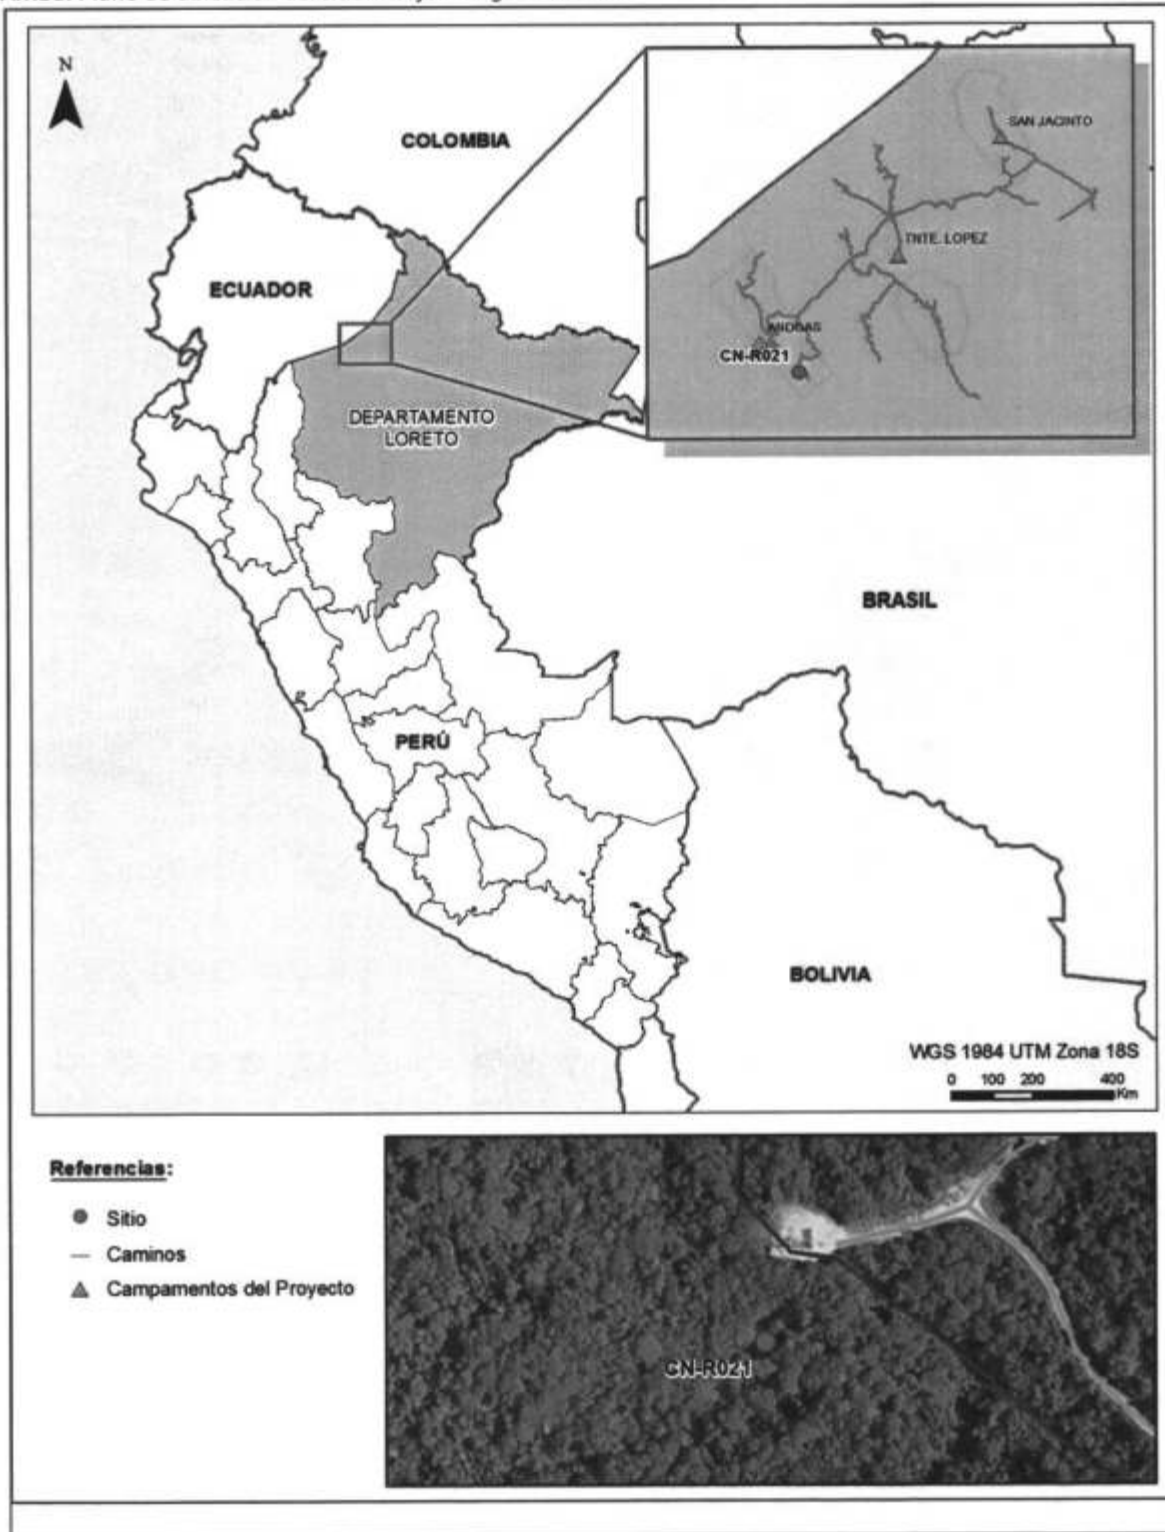 N
COLOMBIA
SAN JACINTO
TNTE. LOPEZ
ECUADOR
ANDOAS
CN-R021
DEPARTAMENTO
LORETO
BRASIL
PERÚ
BOLIVIA
WGS 1984 UTM Zona 18S
0 100 200 400
Km
Referencias:
Sitio
Caminos
Campamentos del Proyecto
CN-R021